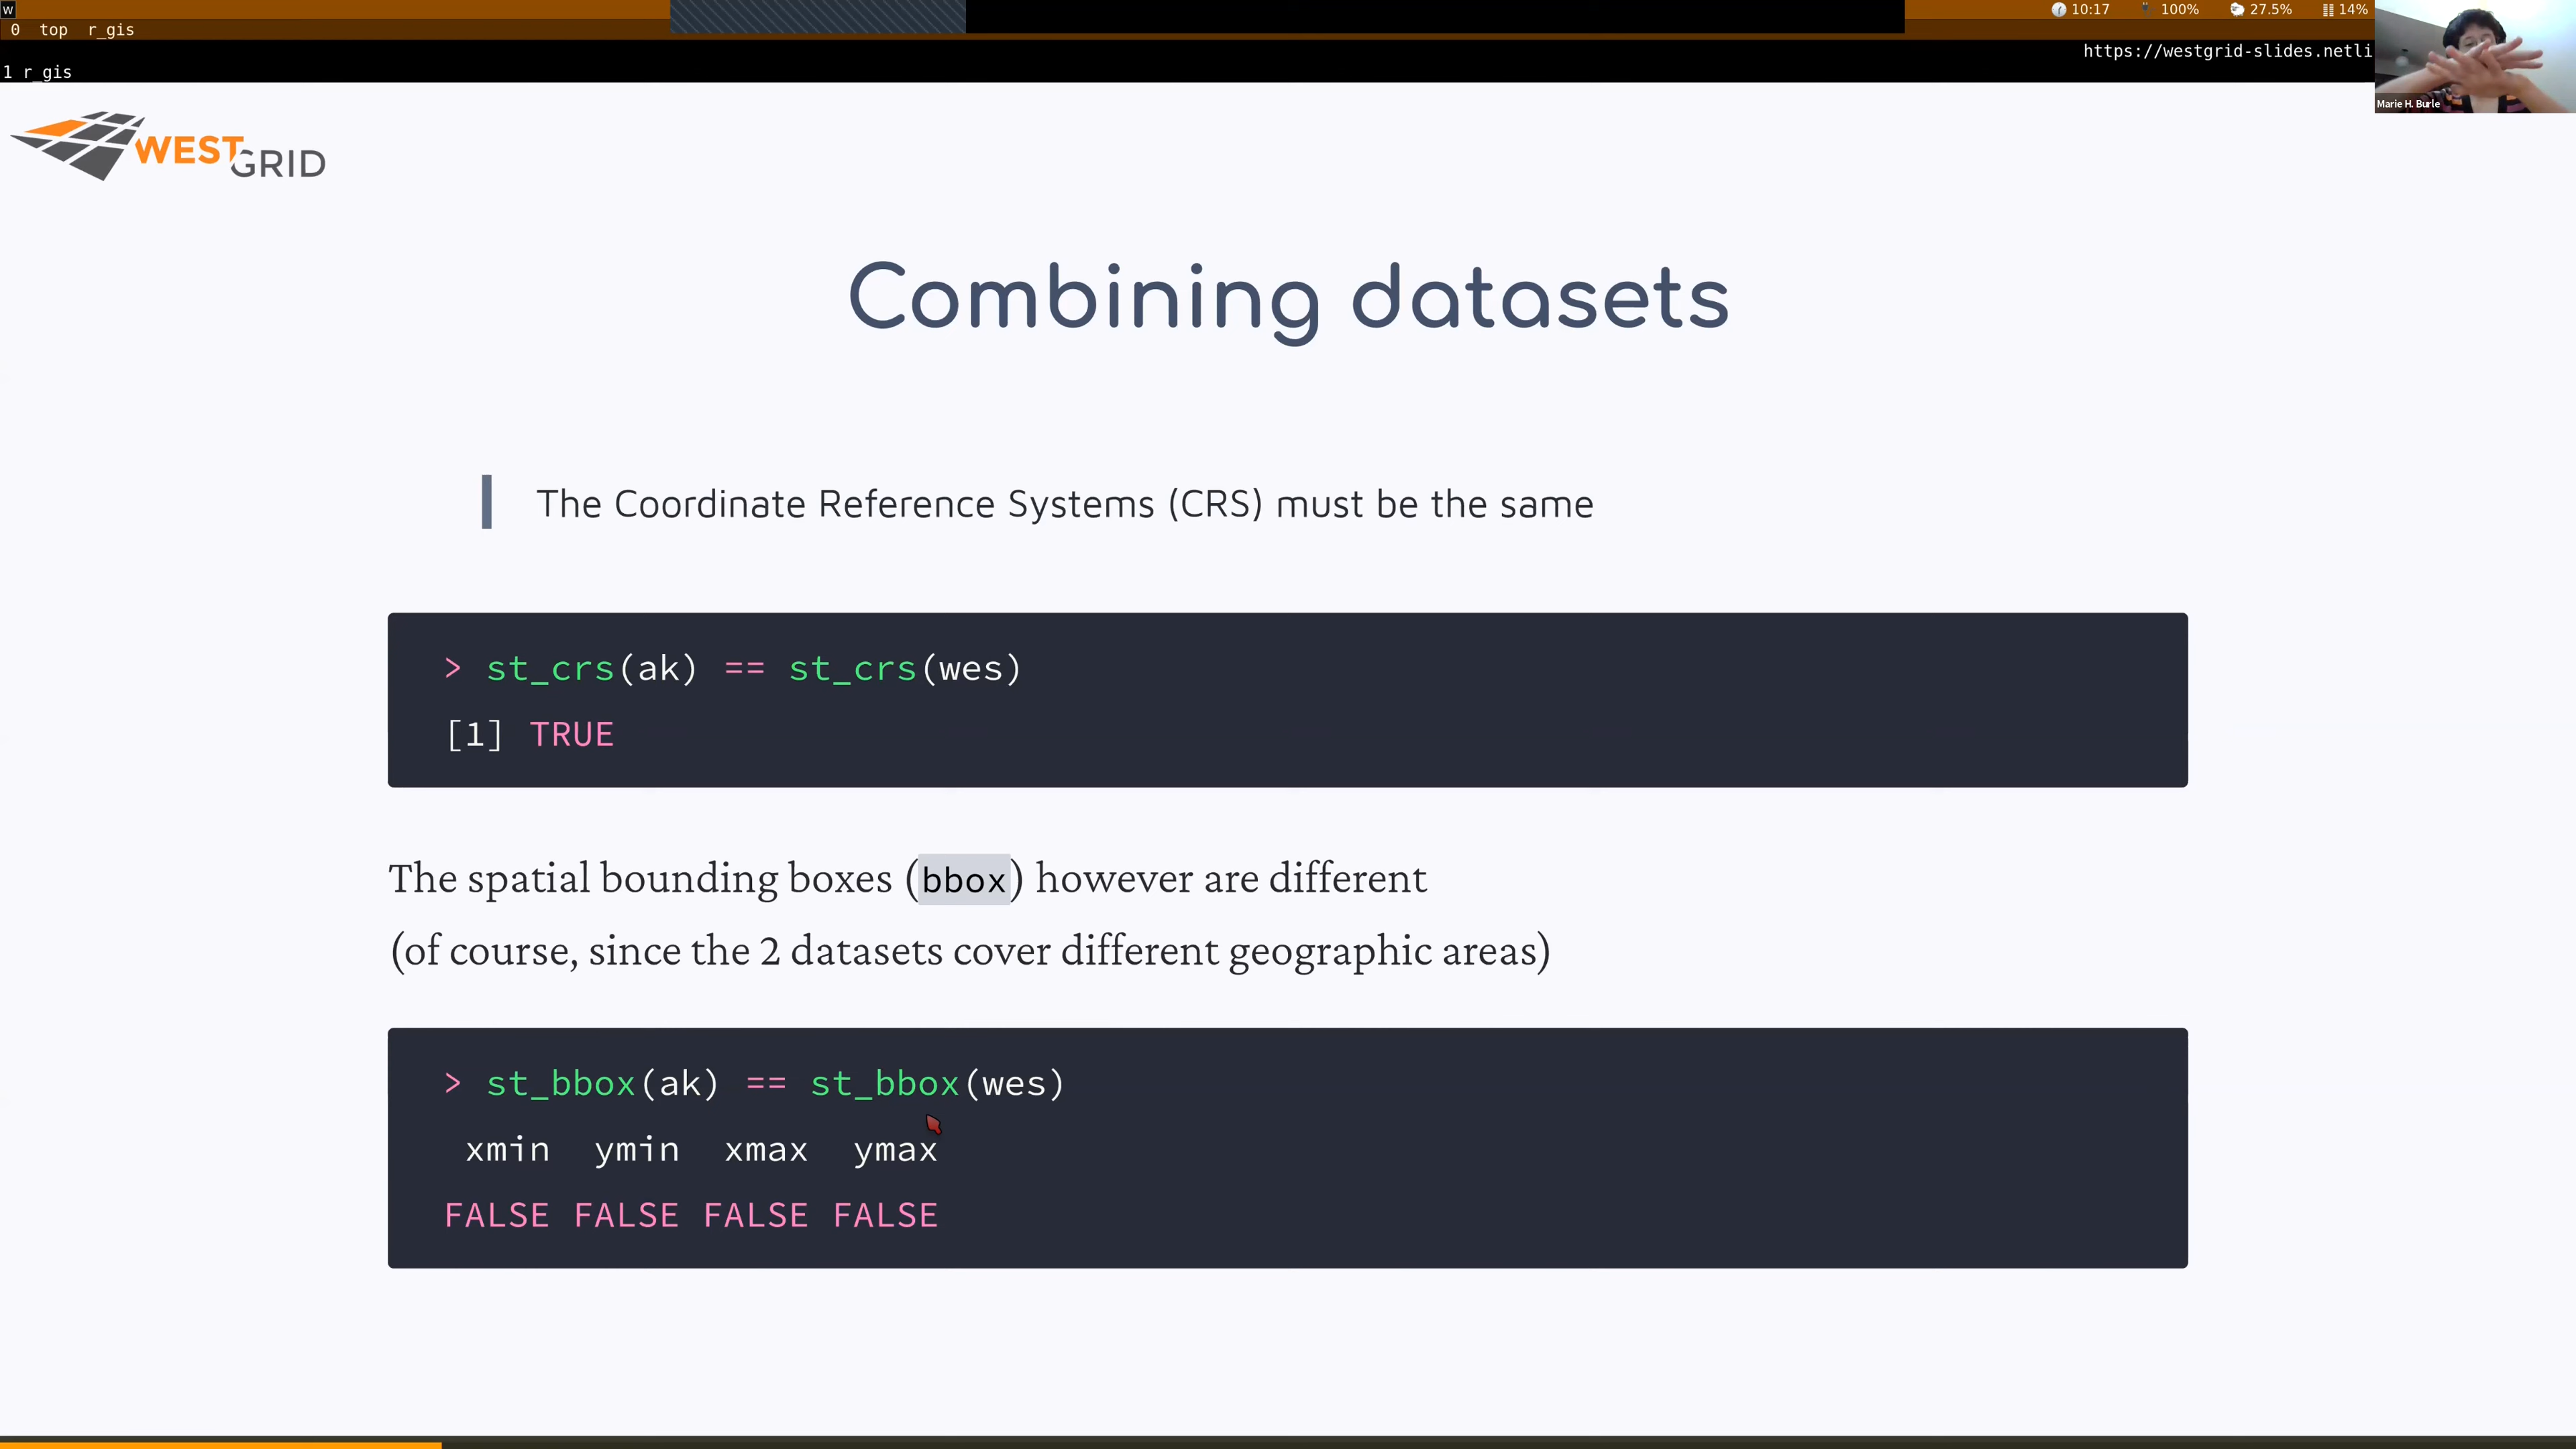 W
10:17 100% 27.5% 14%
0 top r_gis
https://westgrid-slides.netli
1 r_gis
Marie H. Burle
WESTGRID
Combining datasets
The Coordinate Reference Systems (CRS) must be the same
> st_crs(ak) == st_crs(wes)
[1] TRUE
The spatial bounding boxes (bbox) however are different
(of course, since the 2 datasets cover different geographic areas)
> st_bbox(ak) == st_bbox(wes)
xmin ymin xmax ymax
FALSE FALSE FALSE FALSE